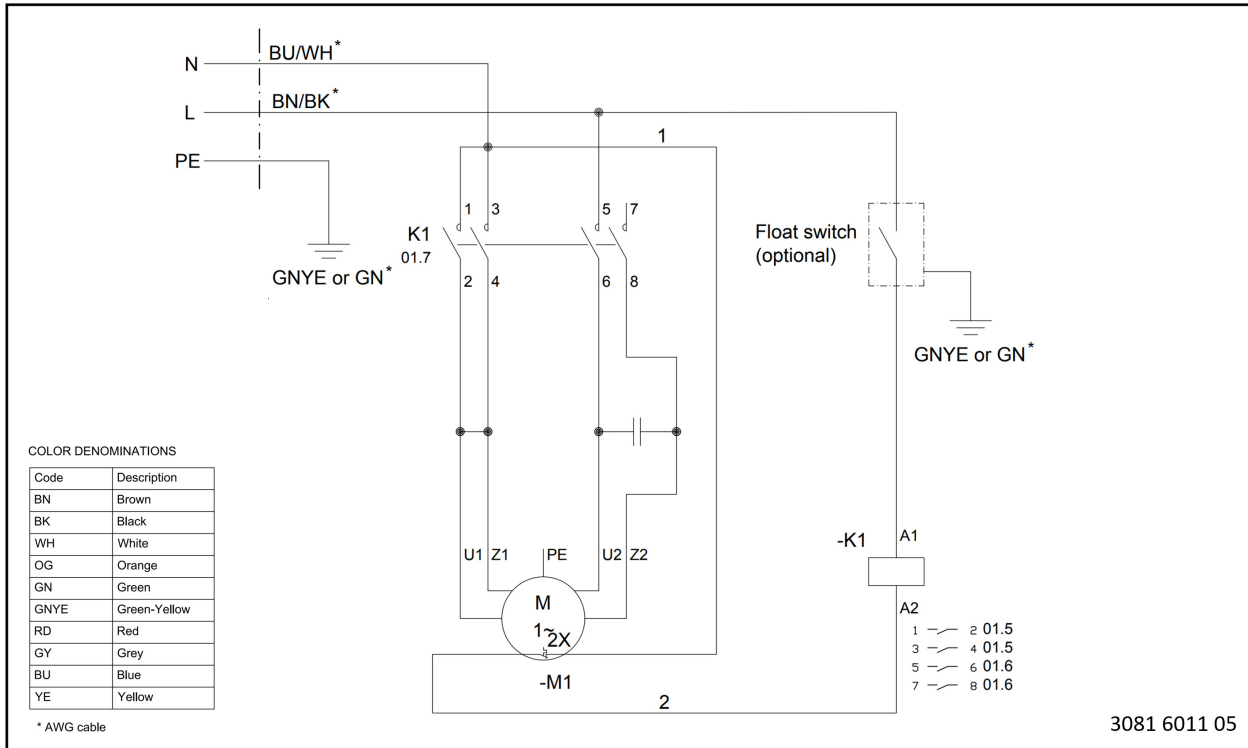 N
BU/WH*
L
BN/BK*
PE
GNYE or GN*
1
1 3 5 7
K1
01.7
2 4 6 8
Float switch
(optional)
GNYE or GN*
U1 Z1 PE U2 Z2
M
1~
2X
-M1
2
-K1
A1
A2
1 2 01.5
3 4 01.5
5 6 01.6
7 8 01.6
COLOR DENOMINATIONS
Code Description
BN Brown
BK Black
WH White
OG Orange
GN Green
GNYE Green-Yellow
RD Red
GY Grey
BU Blue
YE Yellow
* AWG cable
3081 6011 05